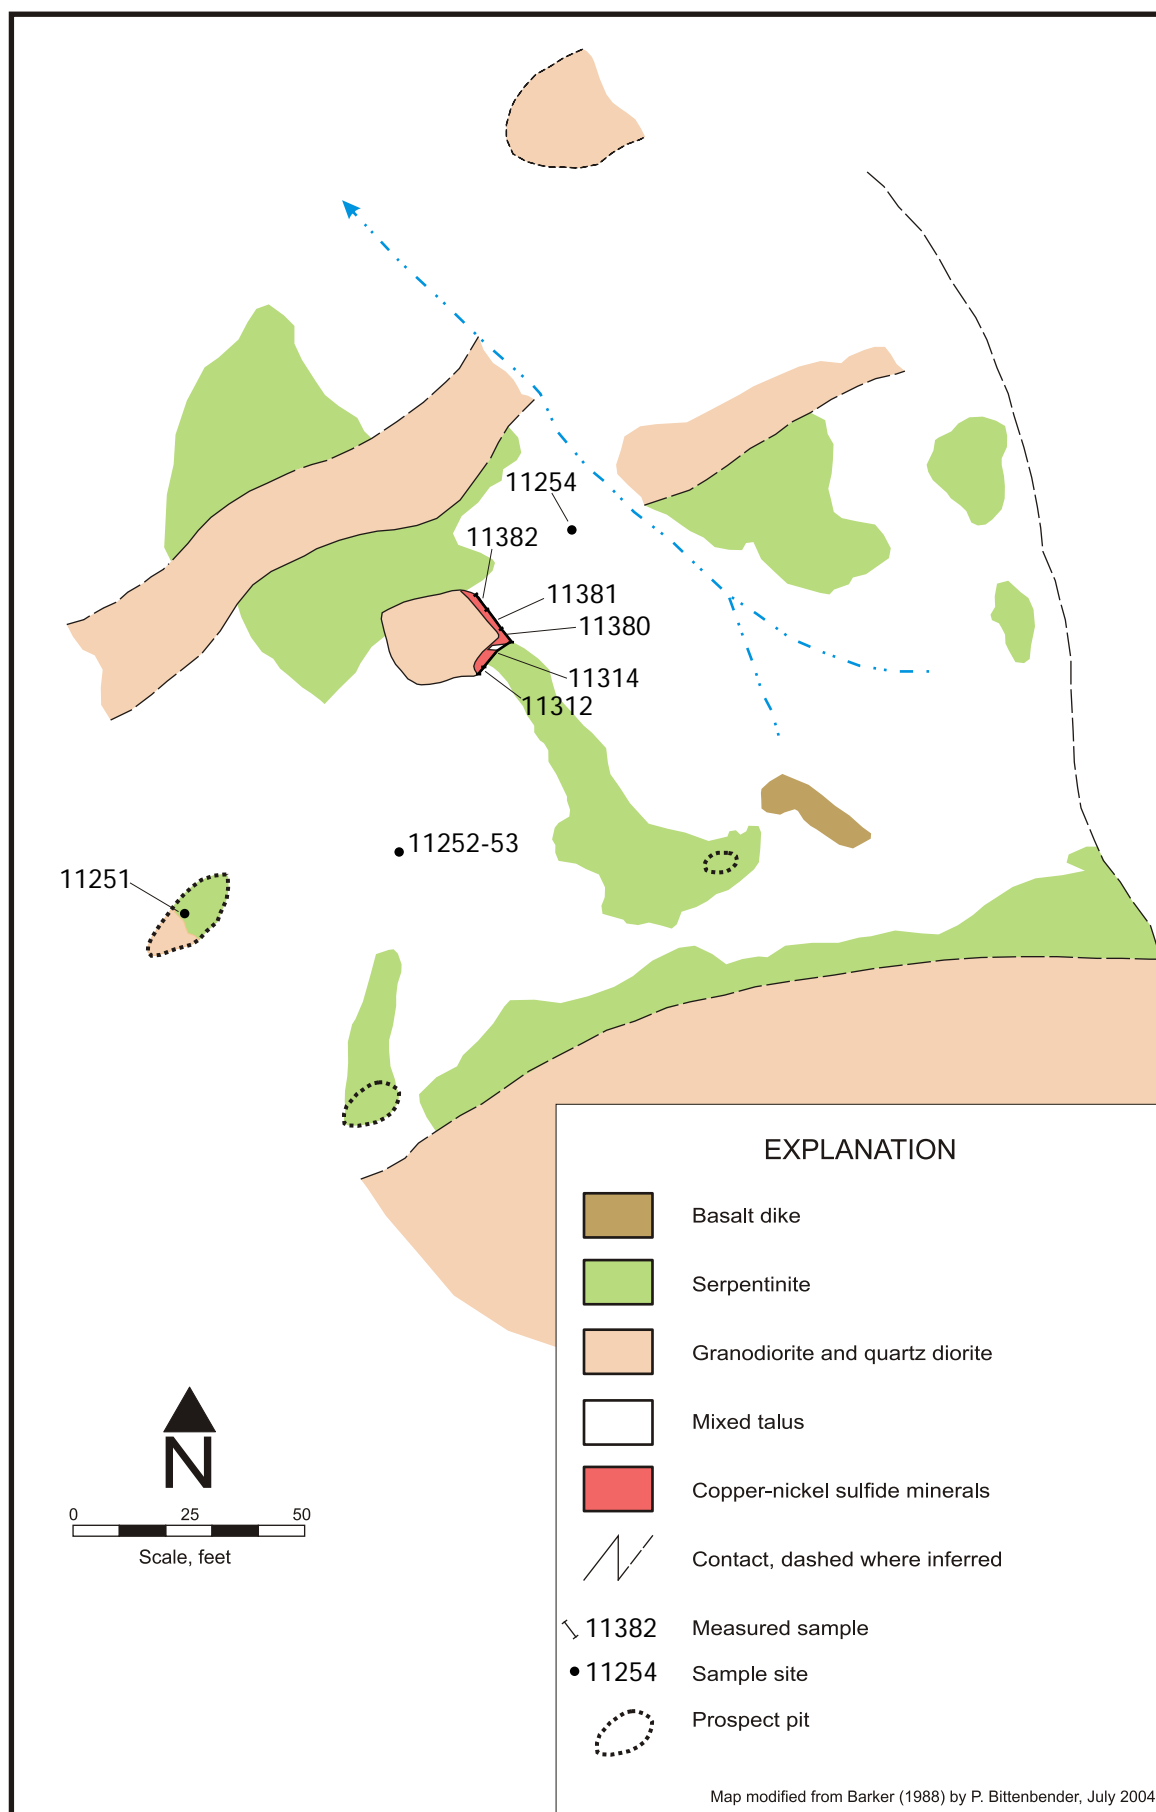 11254
11382
11381
11380
11314
11312
11252-53
11251
EXPLANATION
Basalt dike
Serpentinite
Granodiorite and quartz diorite
Mixed talus
Copper-nickel sulfide minerals
Contact, dashed where inferred
11382 Measured sample
11254 Sample site
Prospect pit
N
0 25 50
Scale, feet
Map modified from Barker (1988) by P. Bittenbender, July 2004